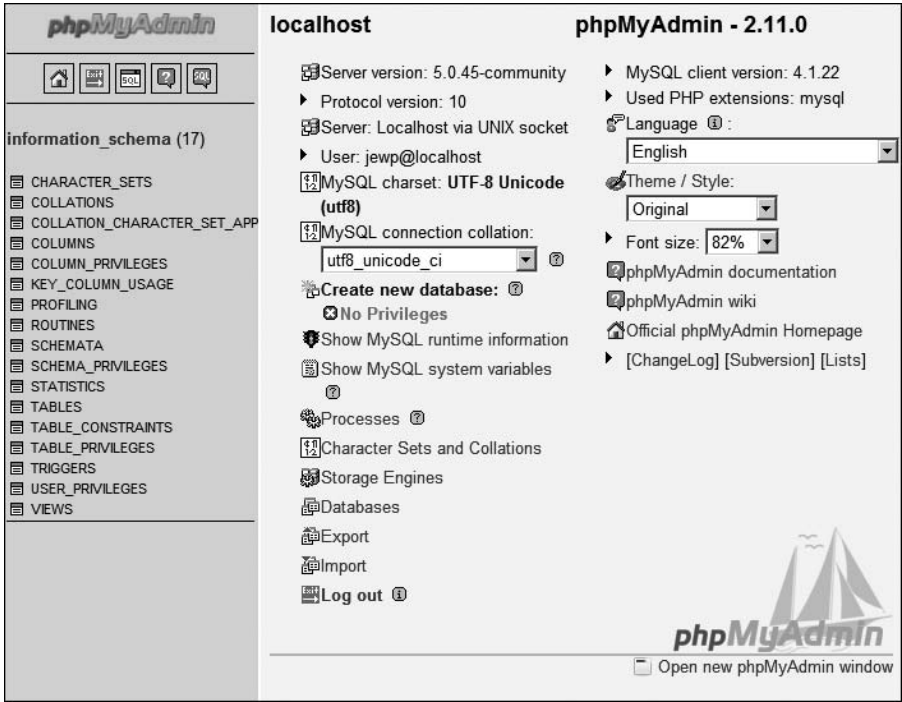 phpMyAdmin
Exit
SQL
?
SQL
information_schema (17)
CHARACTER_SETS
COLLATIONS
COLLATION_CHARACTER_SET_APP
COLUMNS
COLUMN_PRIVILEGES
KEY_COLUMN_USAGE
PROFILING
ROUTINES
SCHEMATA
SCHEMA_PRIVILEGES
STATISTICS
TABLES
TABLE_CONSTRAINTS
TABLE_PRIVILEGES
TRIGGERS
USER_PRIVILEGES
VIEWS
localhost
Server version: 5.0.45-community
Protocol version: 10
Server: Localhost via UNIX socket
User: jewp@localhost
MySQL charset: UTF-8 Unicode
(utf8)
MySQL connection collation:
utf8_unicode_ci ?
Create new database: ?
No Privileges
Show MySQL runtime information
Show MySQL system variables
?
Processes ?
Character Sets and Collations
Storage Engines
Databases
Export
Import
Log out i
phpMyAdmin - 2.11.0
MySQL client version: 4.1.22
Used PHP extensions: mysql
Language i :
English
Theme / Style:
Original
Font size: 82%
phpMyAdmin documentation
phpMyAdmin wiki
Official phpMyAdmin Homepage
[ChangeLog] [Subversion] [Lists]
phpMyAdmin
Open new phpMyAdmin window